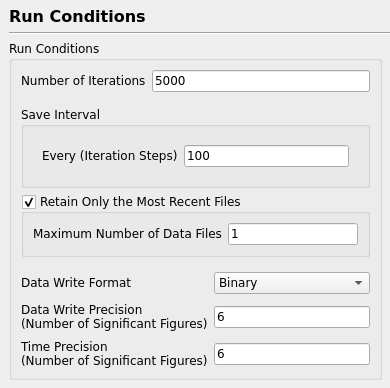 Run Conditions
Run Conditions
Number of Iterations 5000
Save Interval
Every (Iteration Steps) 100
Retain Only the Most Recent Files
Maximum Number of Data Files 1
Data Write Format Binary
Data Write Precision
(Number of Significant Figures) 6
Time Precision
(Number of Significant Figures) 6